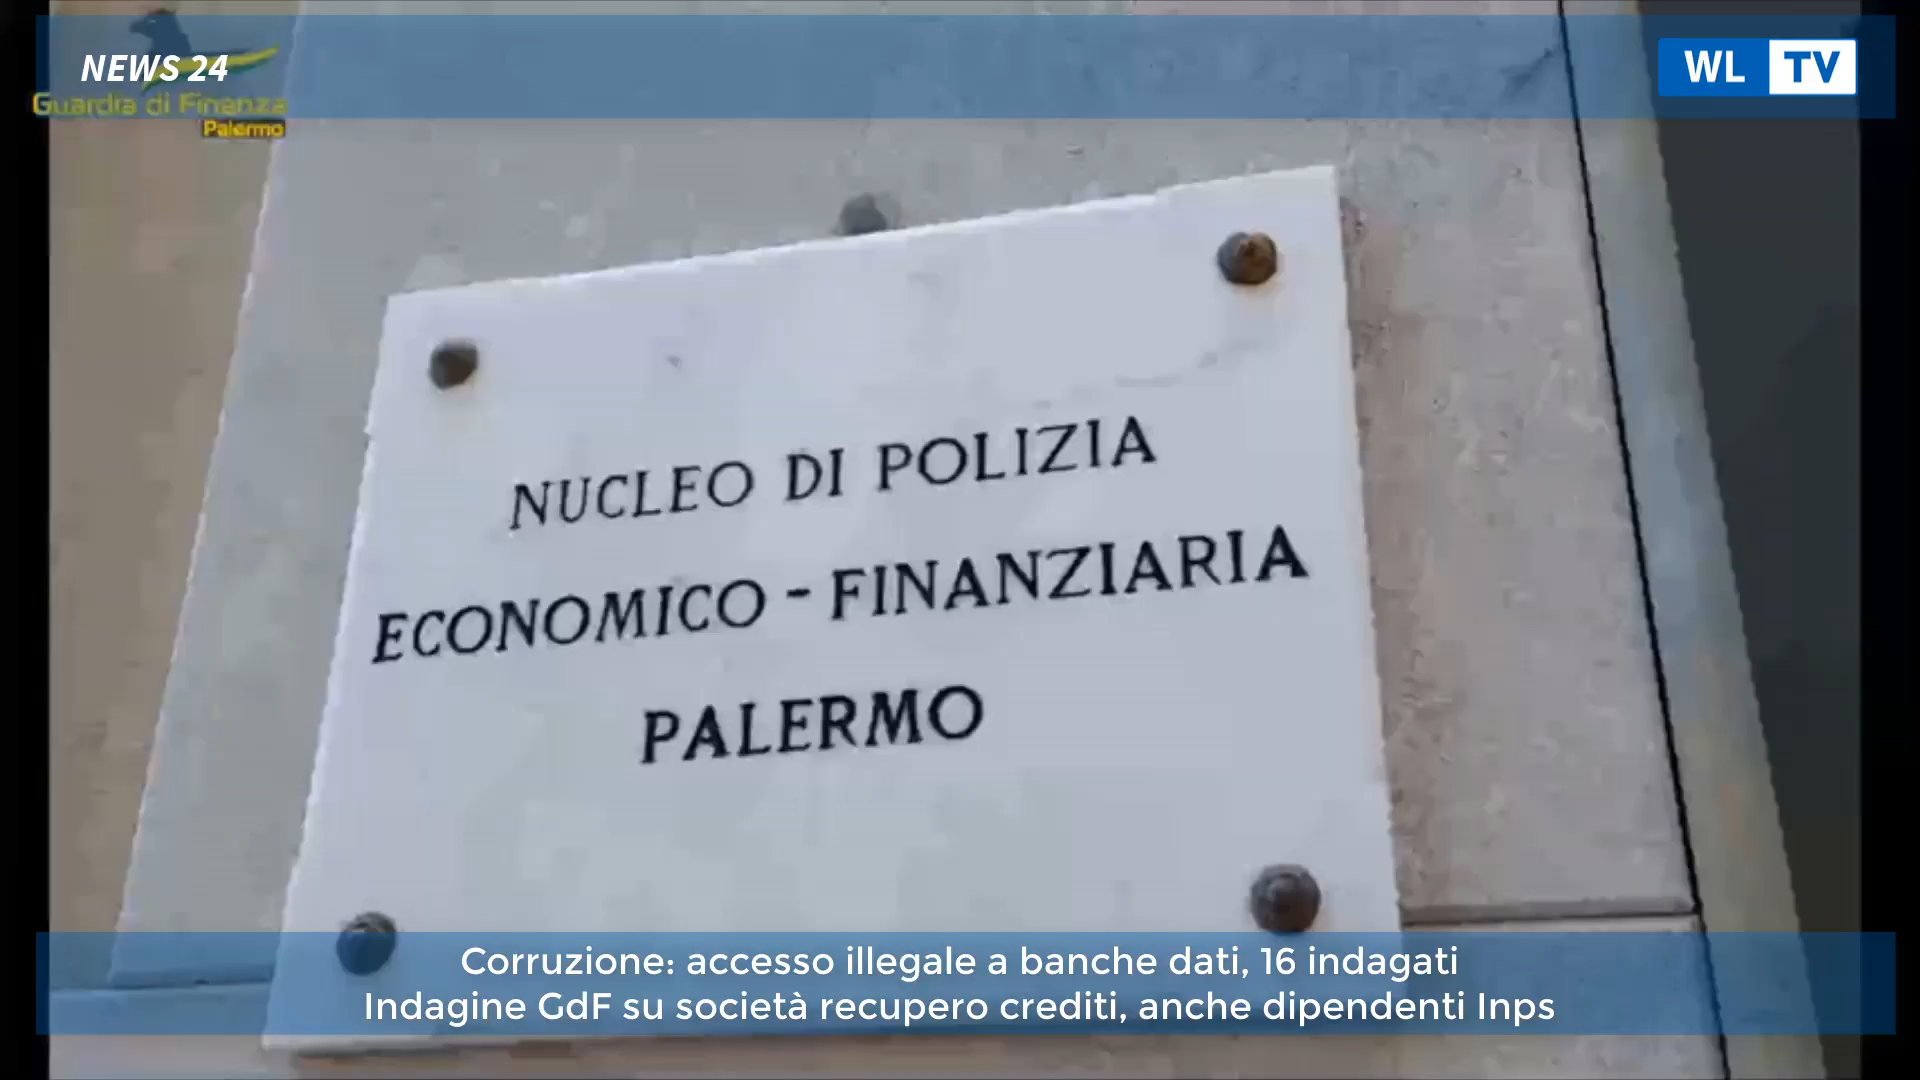 NEWS 24
WL TV
Guardia di Finanza
Palermo
NUCLEO DI POLIZIA
ECONOMICO - FINANZIARIA
PALERMO
Corruzione: accesso illegale a banche dati, 16 indagati
Indagine GdF su società recupero crediti, anche dipendenti Inps